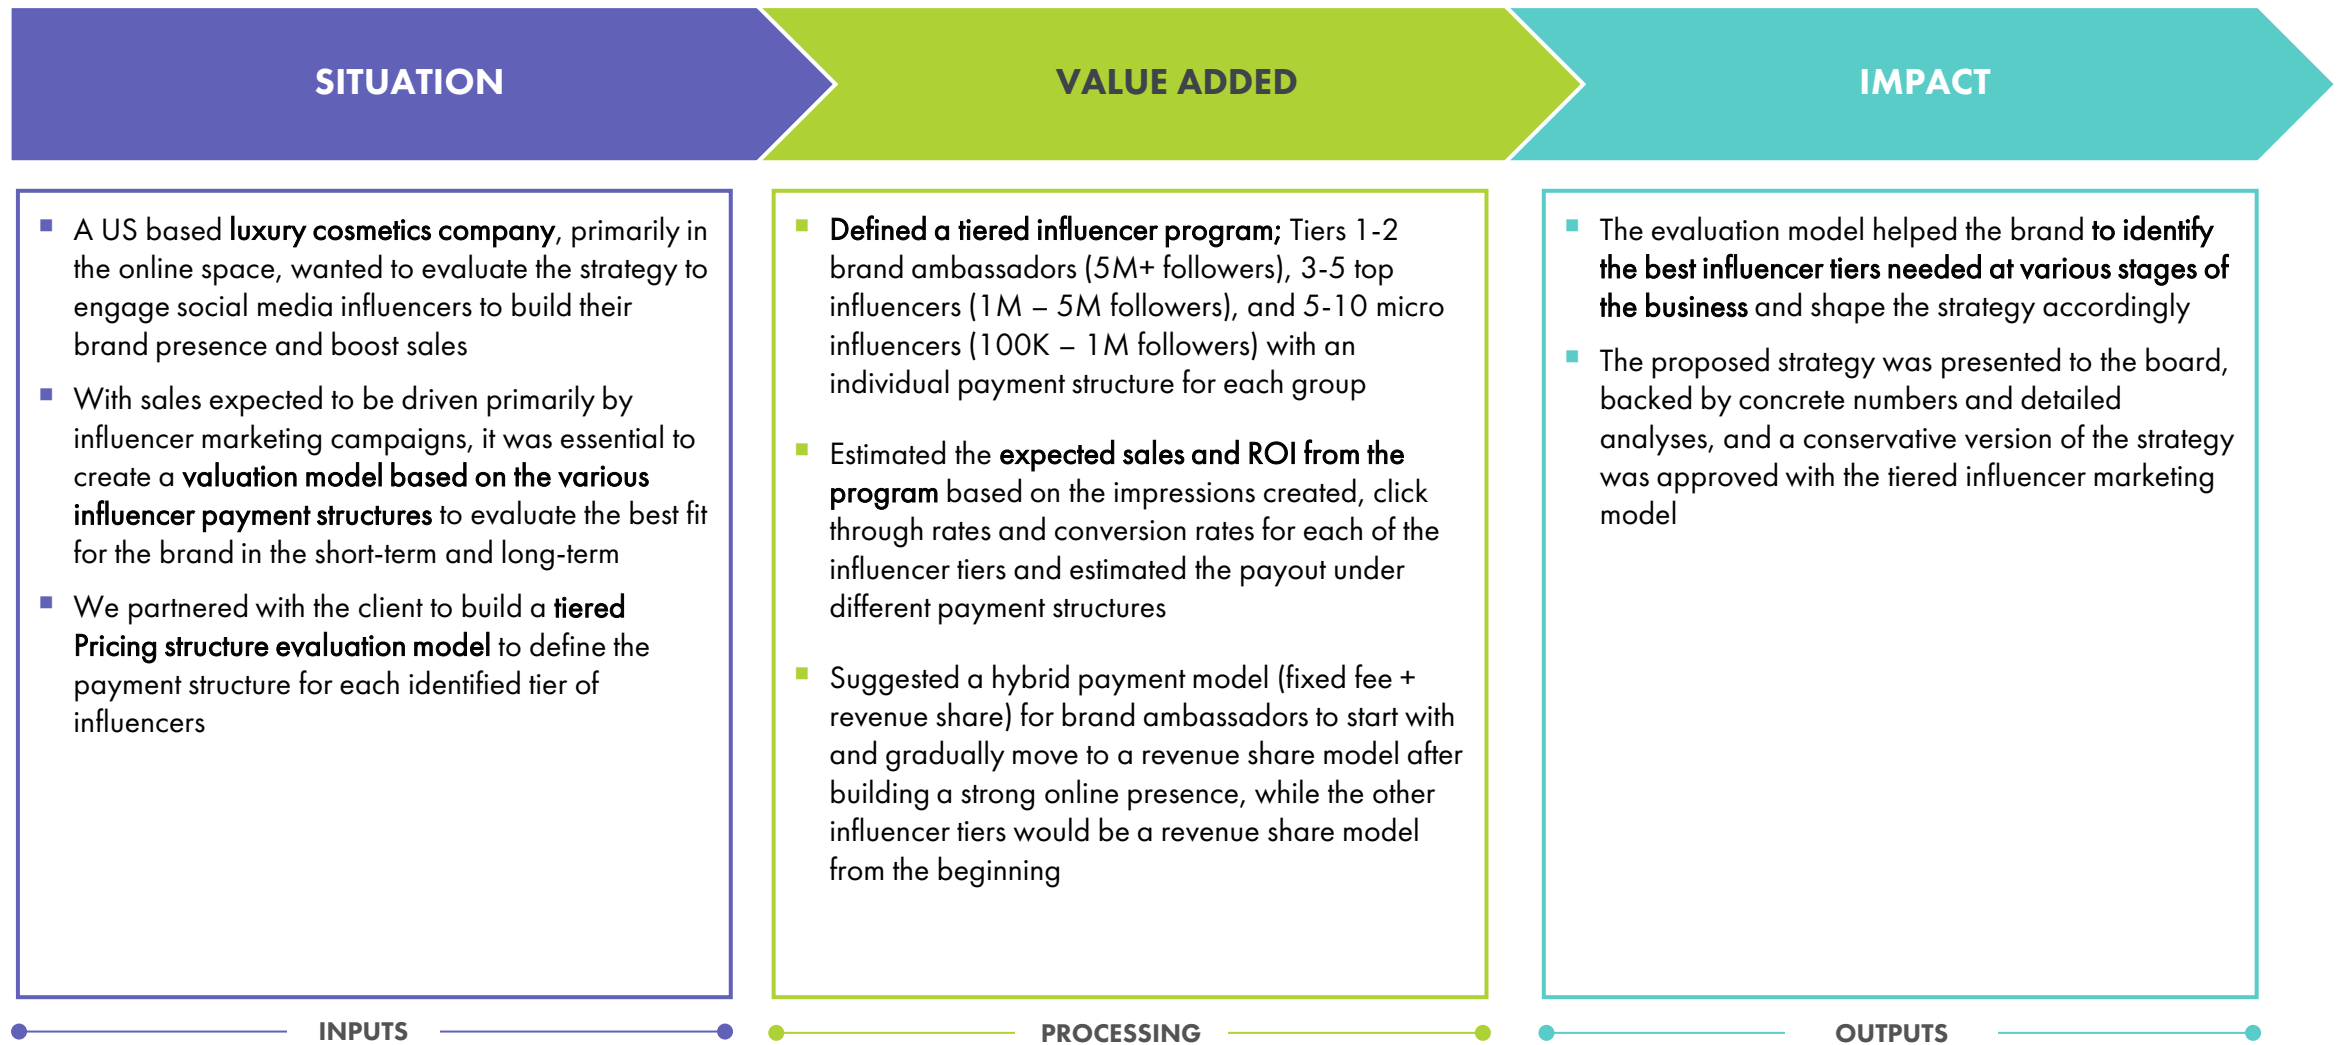 SITUATION
VALUE ADDED
IMPACT
A US based luxury cosmetics company, primarily in
the online space, wanted to evaluate the strategy to
engage social media influencers to build their
brand presence and boost sales
With sales expected to be driven primarily by
influencer marketing campaigns, it was essential to
create a valuation model based on the various
influencer payment structures to evaluate the best fit
for the brand in the short-term and long-term
We partnered with the client to build a tiered
Pricing structure evaluation model to define the
payment structure for each identified tier of
influencers
Defined a tiered influencer program; Tiers 1-2
brand ambassadors (5M+ followers), 3-5 top
influencers (1M – 5M followers), and 5-10 micro
influencers (100K – 1M followers) with an
individual payment structure for each group
Estimated the expected sales and ROI from the
program based on the impressions created, click
through rates and conversion rates for each of the
influencer tiers and estimated the payout under
different payment structures
Suggested a hybrid payment model (fixed fee +
revenue share) for brand ambassadors to start with
and gradually move to a revenue share model after
building a strong online presence, while the other
influencer tiers would be a revenue share model
from the beginning
The evaluation model helped the brand to identify
the best influencer tiers needed at various stages of
the business and shape the strategy accordingly
The proposed strategy was presented to the board,
backed by concrete numbers and detailed
analyses, and a conservative version of the strategy
was approved with the tiered influencer marketing
model
INPUTS
PROCESSING
OUTPUTS